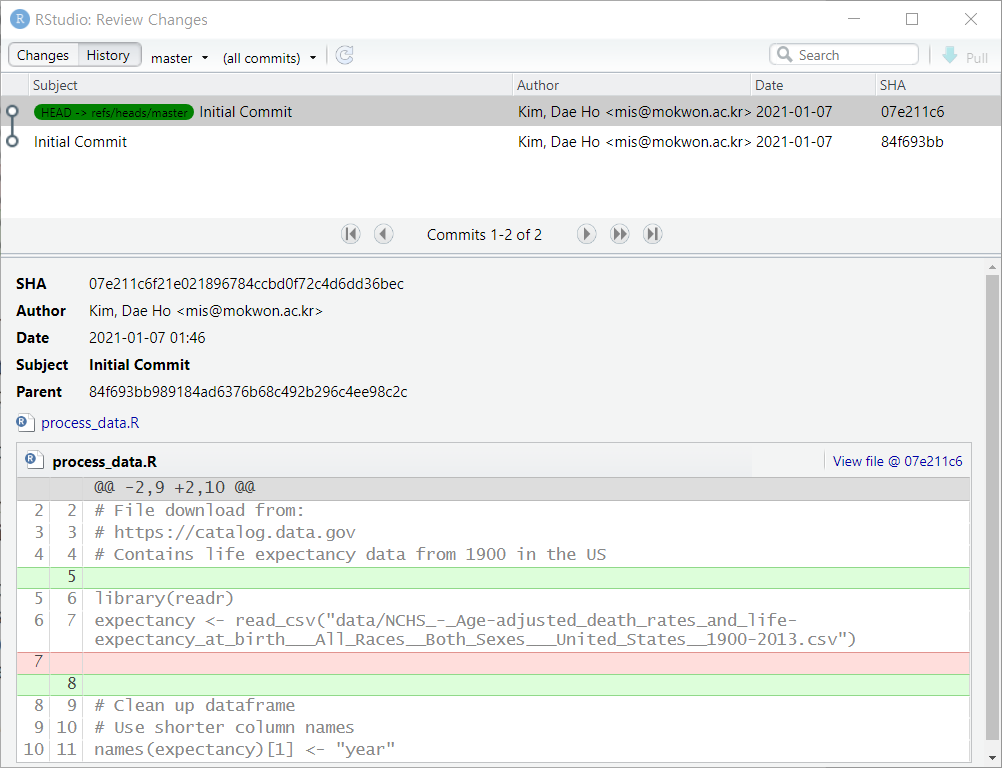 R RStudio: Review Changes
Changes History master (all commits) Search Pull
Subject Author Date SHA
HEAD -> refs/heads/master Initial Commit Kim, Dae Ho <mis@mokwon.ac.kr> 2021-01-07 07e211c6
Initial Commit Kim, Dae Ho <mis@mokwon.ac.kr> 2021-01-07 84f693bb
Commits 1-2 of 2
SHA 07e211c6f21e021896784ccbd0f72c4d6dd36bec
Author Kim, Dae Ho <mis@mokwon.ac.kr>
Date 2021-01-07 01:46
Subject Initial Commit
Parent 84f693bb989184ad6376b68c492b296c4ee98c2c
R process_data.R
R process_data.R View file @ 07e211c6
@@ -2,9 +2,10 @@
2 2 # File download from:
3 3 # https://catalog.data.gov
4 4 # Contains life expectancy data from 1900 in the US
5
5 6 library(readr)
6 7 expectancy <- read_csv("data/NCHS_-_Age-adjusted_death_rates_and_life-
expectancy_at_birth___All_Races__Both_Sexes___United_States__1900-2013.csv")
7
8
8 9 # Clean up dataframe
9 10 # Use shorter column names
10 11 names(expectancy)[1] <- "year"